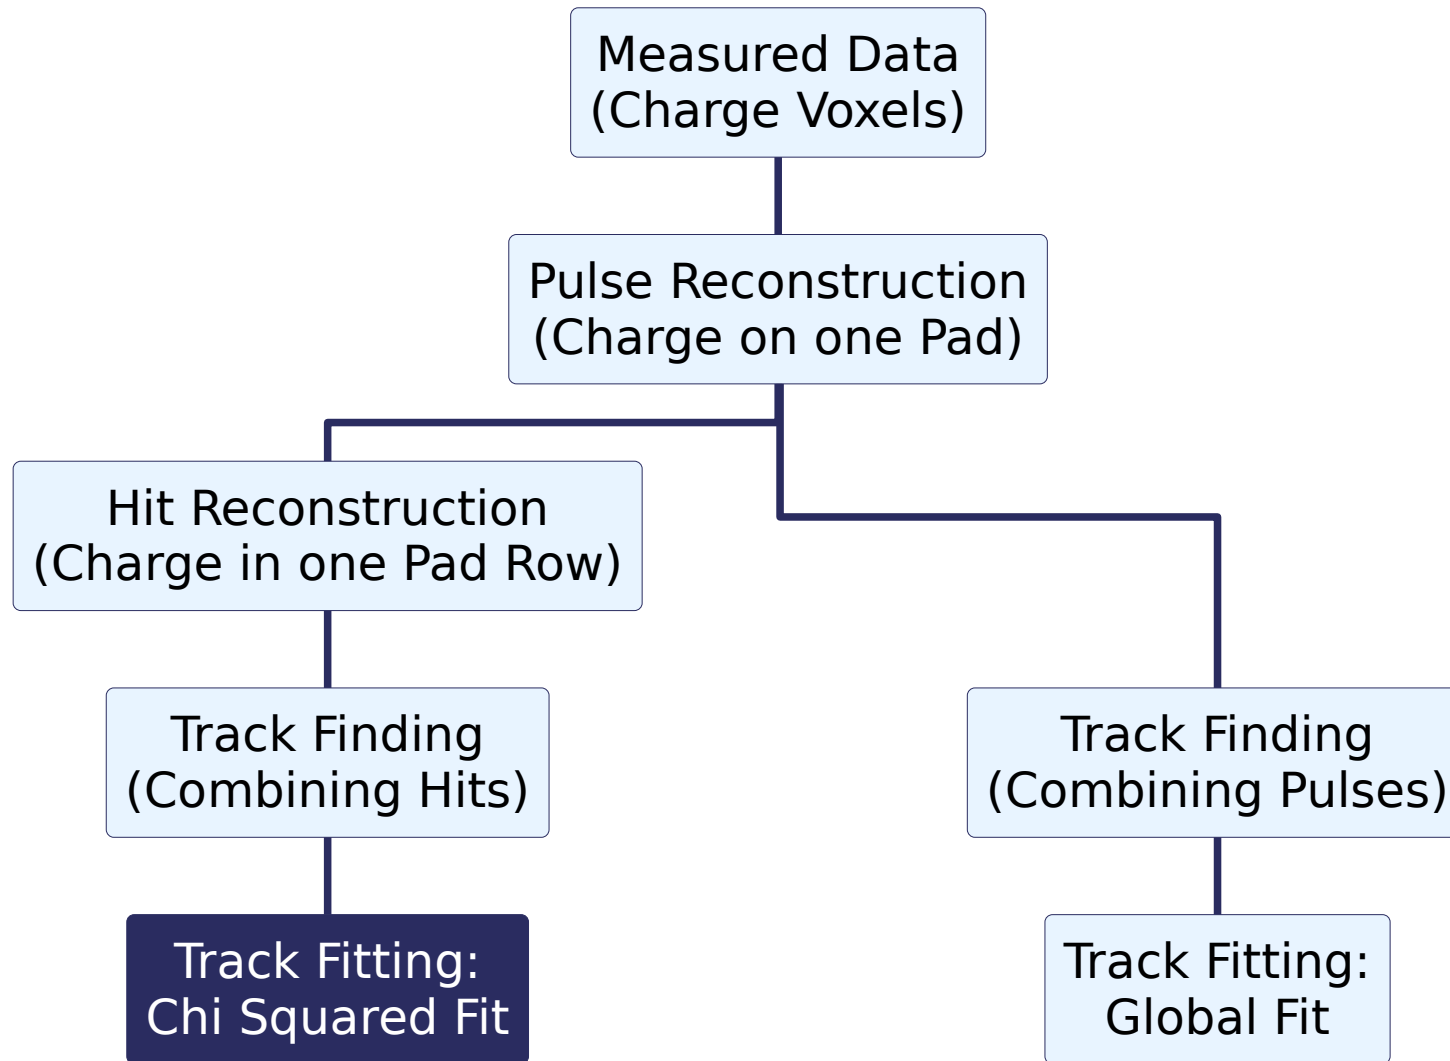 Measured Data
(Charge Voxels)
Pulse Reconstruction
(Charge on one Pad)
Hit Reconstruction
(Charge in one Pad Row)
Track Finding
(Combining Hits)
Track Finding
(Combining Pulses)
Track Fitting:
Chi Squared Fit
Track Fitting:
Global Fit